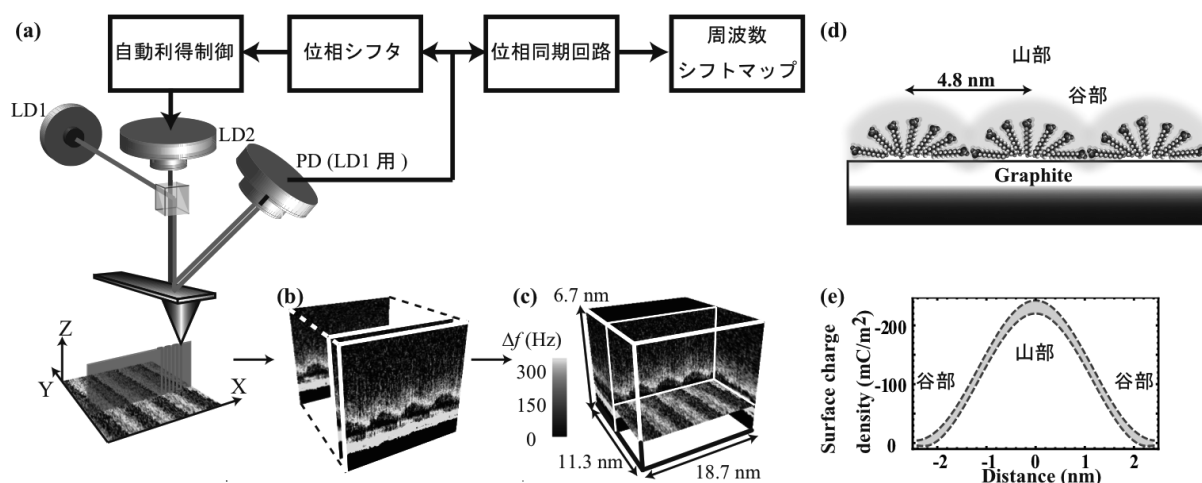 (a)
自動利得制御
位相シフタ
位相同期回路
周波数
シフトマップ
LD1
LD2
PD (LD1 用 )
Z
Y
X
(b)
(c)
6.7 nm
Δf (Hz)
300
150
0
11.3 nm
18.7 nm
(d)
山部
4.8 nm
谷部
Graphite
(e)
Surface charge
density (mC/m²)
-200
-100
0
谷部
山部
谷部
-2
-1
0
1
2
Distance (nm)